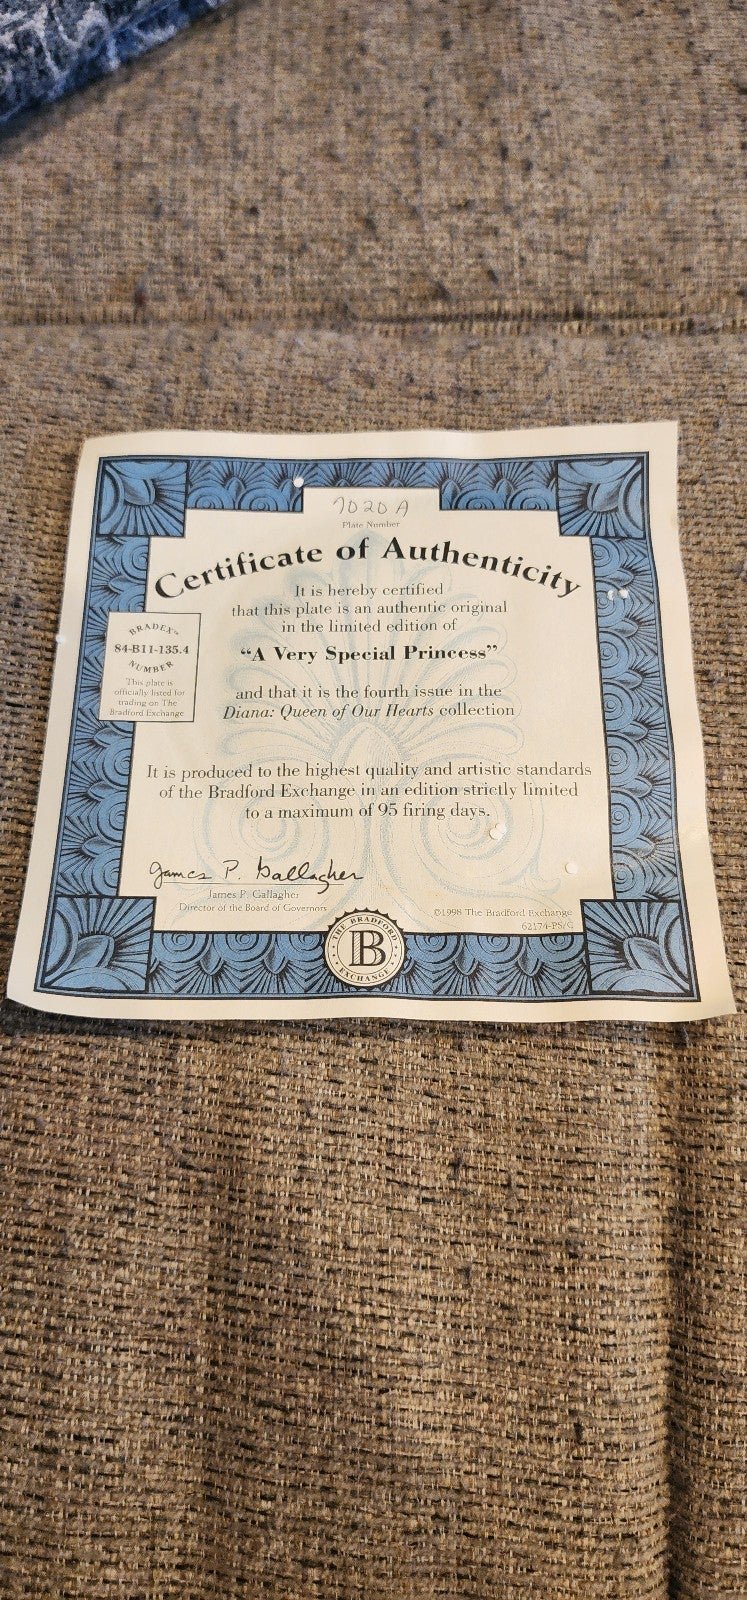 7020 A
Plate Number
Certificate of Authenticity
It is hereby certified
that this plate is an authentic original
in the limited edition of
“A Very Special Princess”
and that it is the fourth issue in the
Diana: Queen of Our Hearts collection
BRADEX™
84-B11-135.4
NUMBER
This plate is
officially listed for
trading on The
Bradford Exchange
It is produced to the highest quality and artistic standards
of the Bradford Exchange in an edition strictly limited
to a maximum of 95 firing days.
James P. Gallagher
James P. Gallagher
Director of the Board of Governors
©1998 The Bradford Exchange
62174-PS/G
THE BRADFORD
B
EXCHANGE